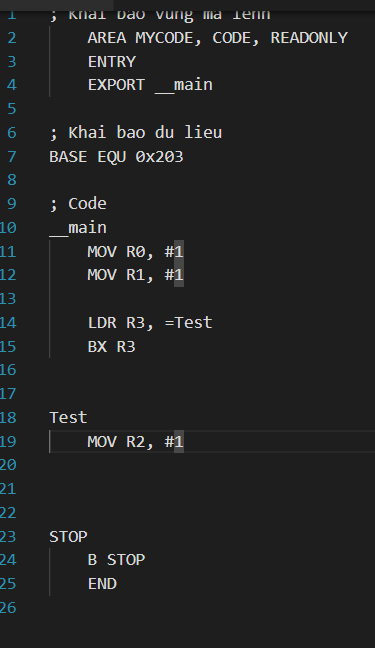 1 ; Khai bao vung ma lenh
2 AREA MYCODE, CODE, READONLY
3 ENTRY
4 EXPORT __main
5
6 ; Khai bao du lieu
7 BASE EQU 0x203
8
9 ; Code
10 __main
11 MOV R0, #1
12 MOV R1, #1
13
14 LDR R3, =Test
15 BX R3
16
17
18 Test
19 MOV R2, #1
20
21
22
23 STOP
24 B STOP
25 END
26